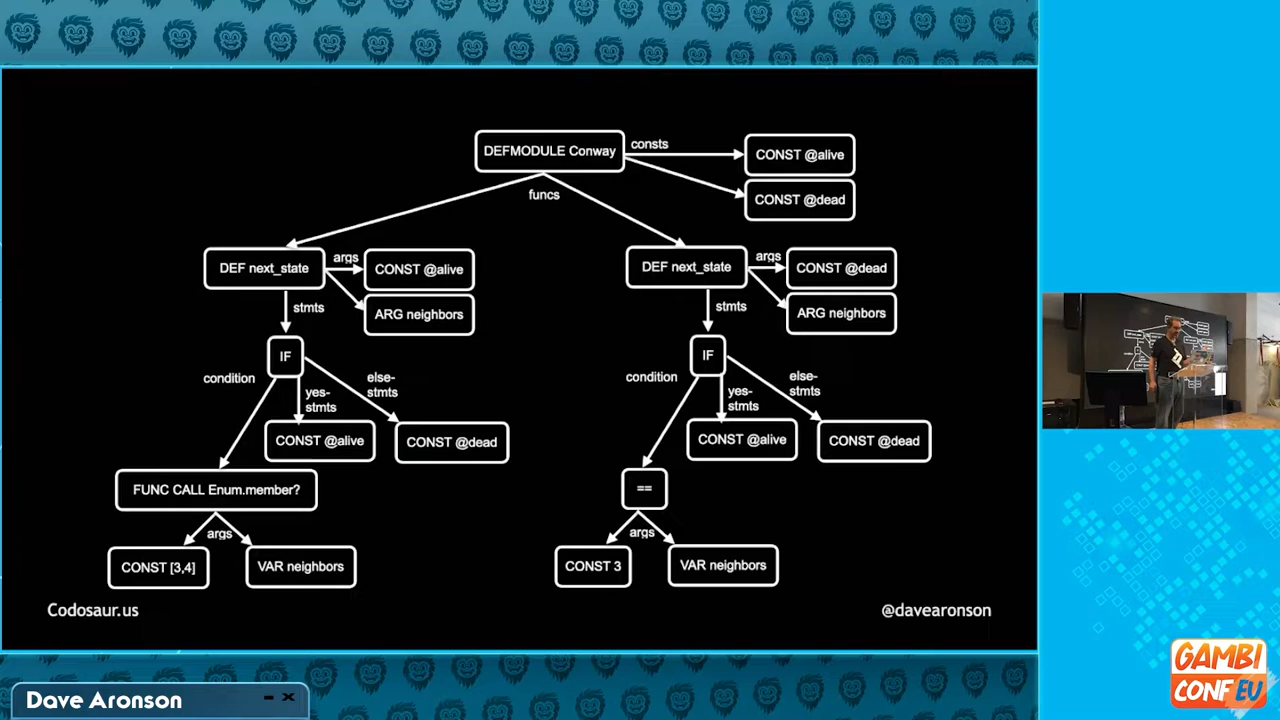 DEFMODULE Conway
consts
CONST @alive
CONST @dead
funcs
DEF next_state
args
CONST @alive
ARG neighbors
stmts
IF
condition
yes-
stmts
else-
stmts
CONST @alive
CONST @dead
FUNC CALL Enum.member?
args
CONST [3,4]
VAR neighbors
DEF next_state
args
CONST @dead
ARG neighbors
stmts
IF
condition
yes-
stmts
else-
stmts
CONST @alive
CONST @dead
==
args
CONST 3
VAR neighbors
Codosaur.us
@davearonson
Dave Aronson
GAMBI
CONF EU